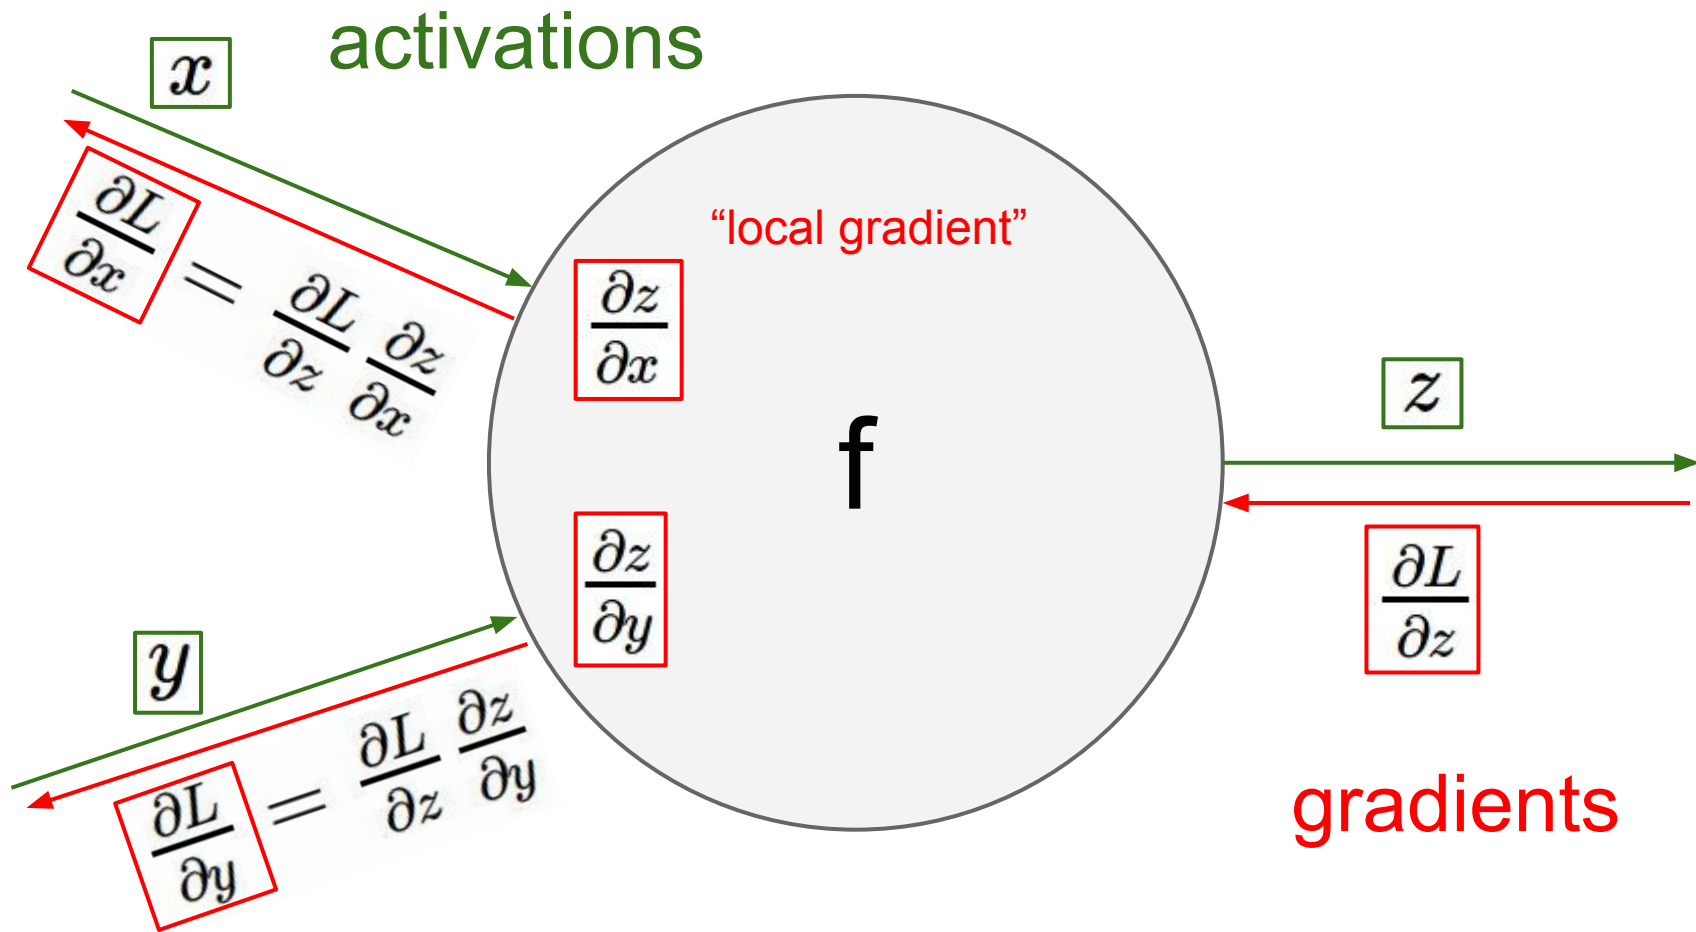 activations
x
∂L/∂x = ∂L/∂z ∂z/∂x
“local gradient”
∂z/∂x
f
z
∂z/∂y
∂L/∂z
y
∂L/∂y = ∂L/∂z ∂z/∂y
gradients